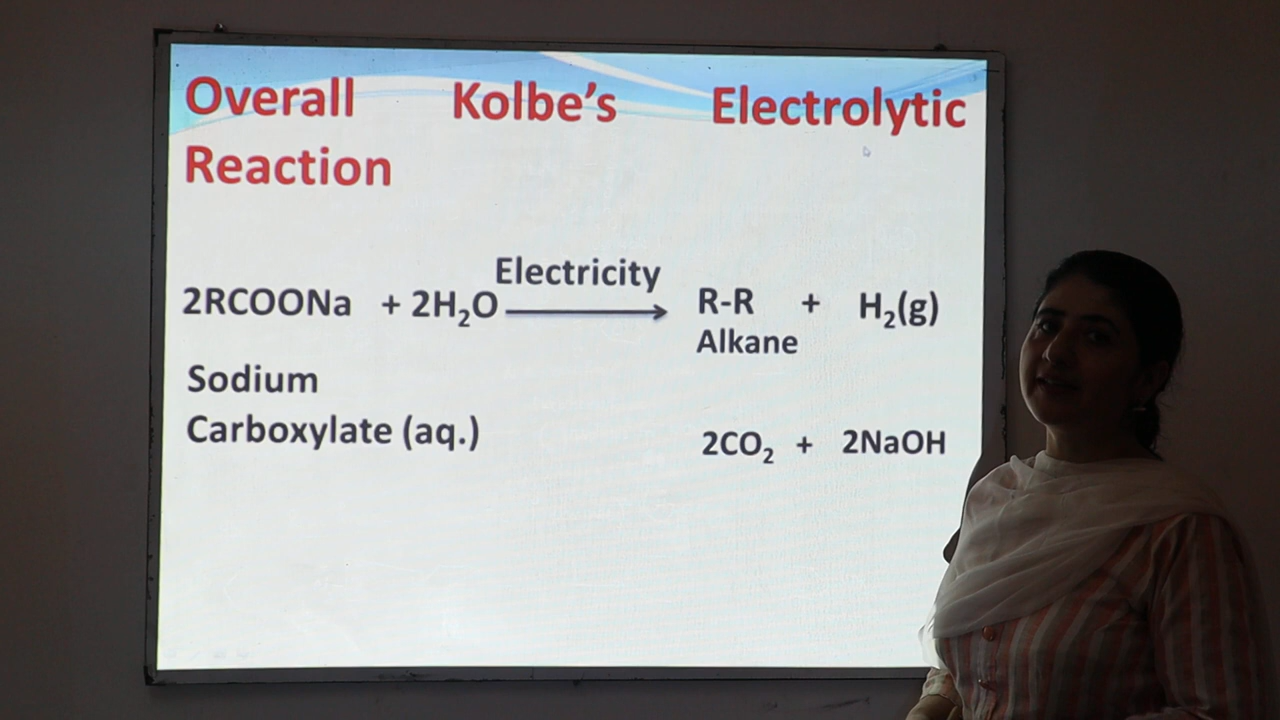 Overall Kolbe's Electrolytic
Reaction
Electricity
2RCOONa + 2H₂O R-R + H₂(g)
Alkane
Sodium
Carboxylate (aq.)
2CO₂ + 2NaOH